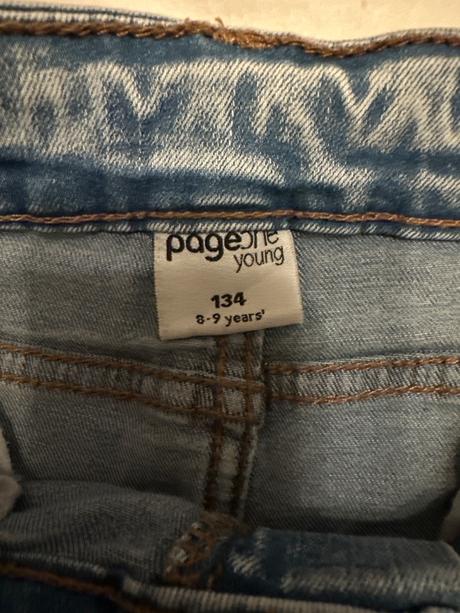 pageone
young
134
8-9 years'